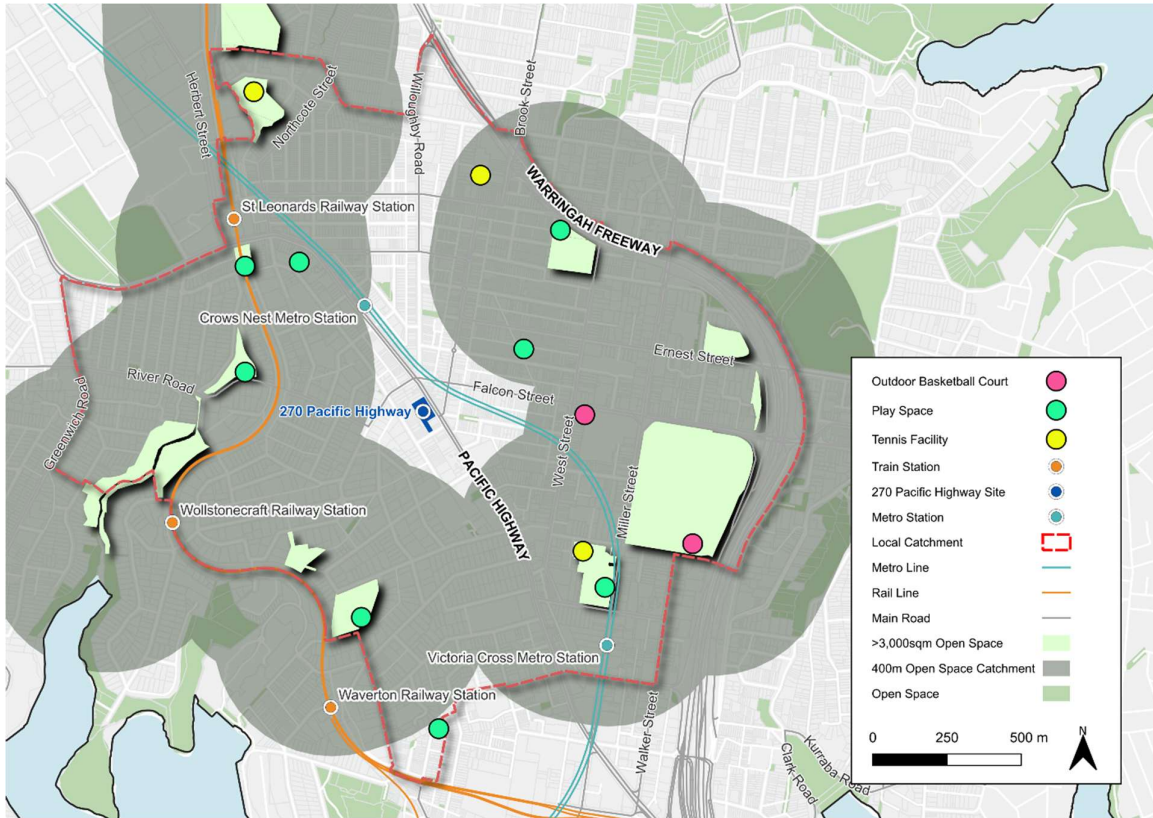 Herbert Street
Northcote Street
Willoughby Road
Brook Street
WARRINGAH FREEWAY
St Leonards Railway Station
Crows Nest Metro Station
Ernest Street
River Road
Falcon Street
270 Pacific Highway
Greenwich Road
West Street
PACIFIC HIGHWAY
Miller Street
Wollstonecraft Railway Station
Victoria Cross Metro Station
Waverton Railway Station
Walker Street
Clark Road
Kurraba Road
Outdoor Basketball Court
Play Space
Tennis Facility
Train Station
270 Pacific Highway Site
Metro Station
Local Catchment
Metro Line
Rail Line
Main Road
>3,000sqm Open Space
400m Open Space Catchment
Open Space
0 250 500 m
N